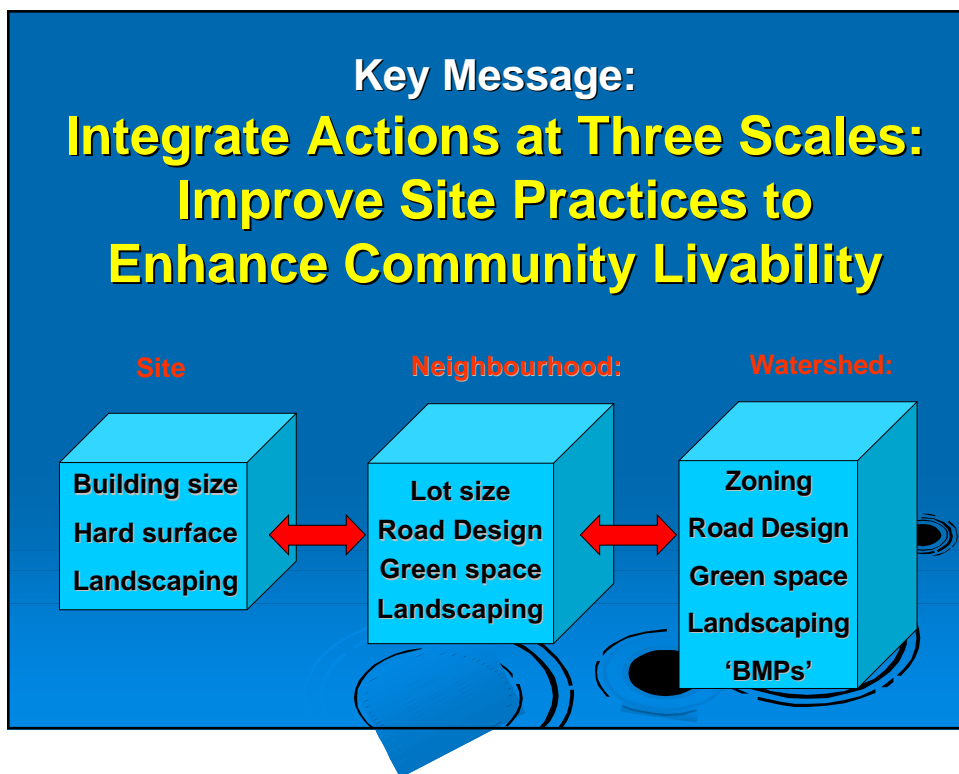 Key Message:
Integrate Actions at Three Scales:
Improve Site Practices to
Enhance Community Livability
Site
Neighbourhood:
Watershed:
Building size
Hard surface
Landscaping
Lot size
Road Design
Green space
Landscaping
Zoning
Road Design
Green space
Landscaping
‘BMPs’